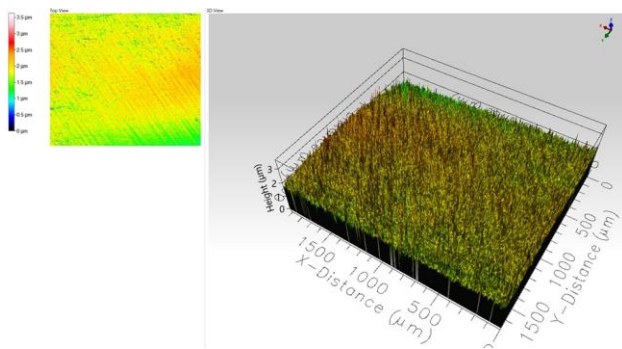 Top View
3.5 µm
3 µm
2.5 µm
2 µm
1.5 µm
1 µm
0.5 µm
0 µm
3D View
Height (µm)
3
2
0
X-Distance (µm)
1500
1000
500
0
Y-Distance (µm)
0
500
1000
1500